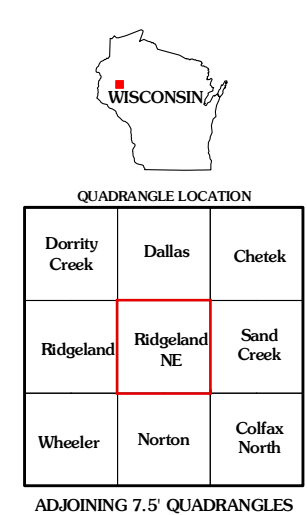 WISCONSIN
QUADRANGLE LOCATION
Dorrity
Creek
Dallas
Chetek
Ridgeland
Ridgeland
NE
Sand
Creek
Wheeler
Norton
Colfax
North
ADJOINING 7.5' QUADRANGLES